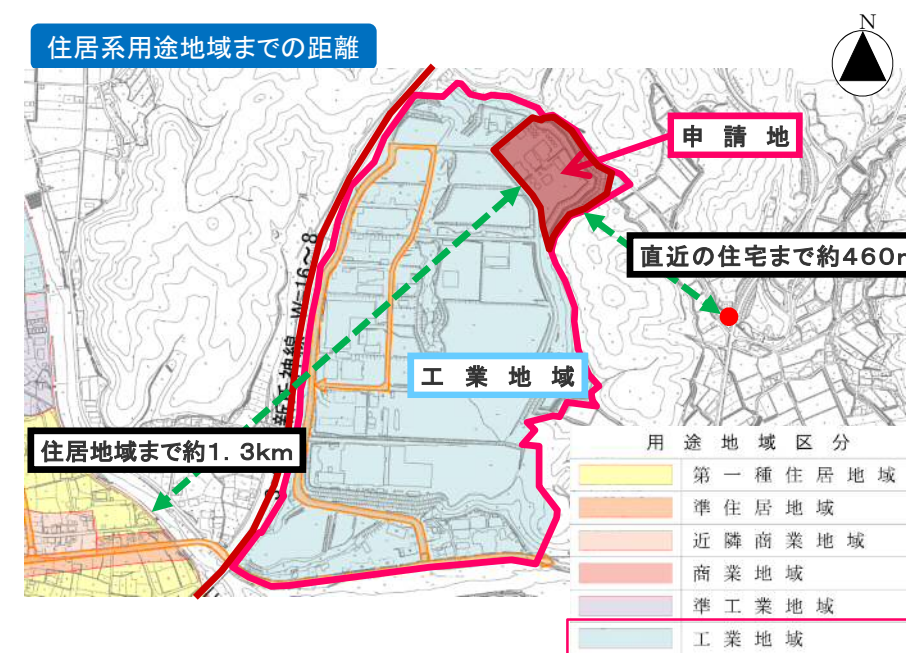 住居系用途地域までの距離
N
申請地
直近の住宅まで約460m
工業地域
住居地域まで約1.3km
W=16~8
用途地域区分
第一種住居地域
準住居地域
近隣商業地域
商業地域
準工業地域
工業地域